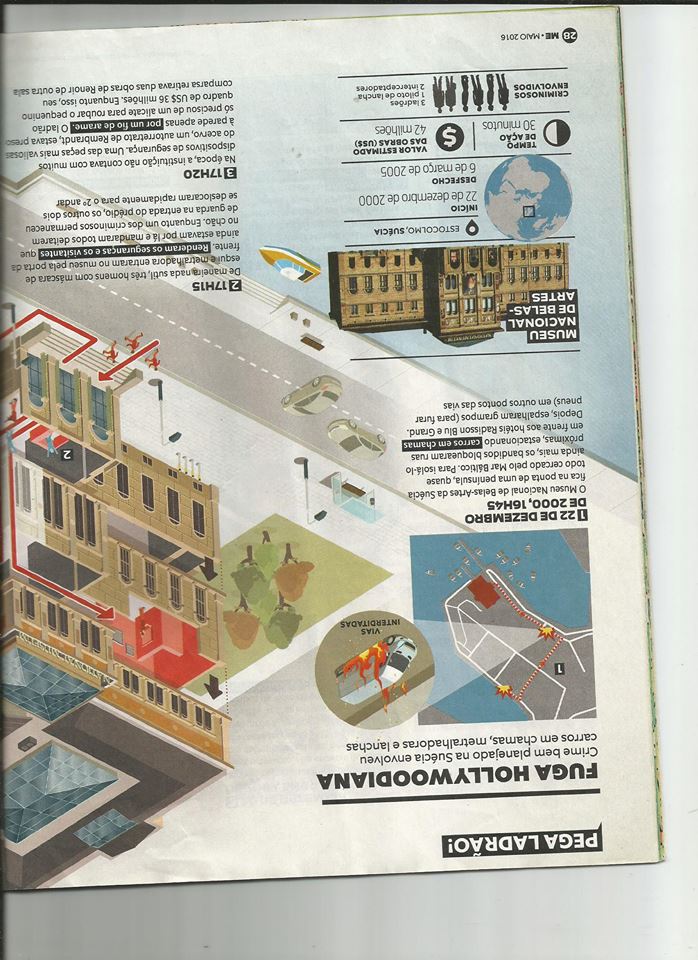 PEGA LADRÃO!
FUGA HOLLYWOODIANA
Crime bem planejado na Suécia envolveu
carros em chamas, metralhadoras e lanchas
1
VIAS
INTERDITADAS
NATIONALMUSEUM
2
1 22 DE DEZEMBRO
DE 2000, 16H45
O Museu Nacional de Belas-Artes da Suécia
fica na ponta de uma península, quase
todo cercado pelo Mar Báltico. Para isolá-lo
ainda mais, os bandidos bloquearam ruas
próximas, estacionando carros em chamas
em frente aos hotéis Radisson Blu e Grand.
Depois, espalharam grampos (para furar
pneus) em outros pontos das vias
MUSEU
NACIONAL
DE BELAS-
ARTES
ESTOCOLMO, SUÉCIA
INÍCIO
22 de dezembro de 2000
DESFECHO
6 de março de 2005
TEMPO
DE AÇÃO
30 minutos
VALOR ESTIMADO
DAS OBRAS (US$)
42 milhões
CRIMINOSOS
ENVOLVIDOS
3 ladrões
1 piloto de lancha
2 interceptadores
2 17H15
De maneira nada sutil, três homens com máscara de
esqui e metralhadora entraram no museu pela porta da
frente. Renderam os seguranças e os visitantes que
ainda estavam por lá e mandaram todos deitarem
no chão. Enquanto um dos criminosos permaneceu
de guarda na entrada do prédio, os outros dois
se deslocaram rapidamente para o 2º andar
3 17H20
Na época, a instituição não contava com muitos
dispositivos de segurança. Uma das peças mais valiosas
do acervo, um autorretrato de Rembrandt, estava preso
à parede apenas por um fio de arame. O ladrão
só precisou de um alicate para roubar o pequenino
quadro de US$ 36 milhões. Enquanto isso, seu
comparsa retirava duas obras de Renoir de outra sala
28 ME • MAIO 2016